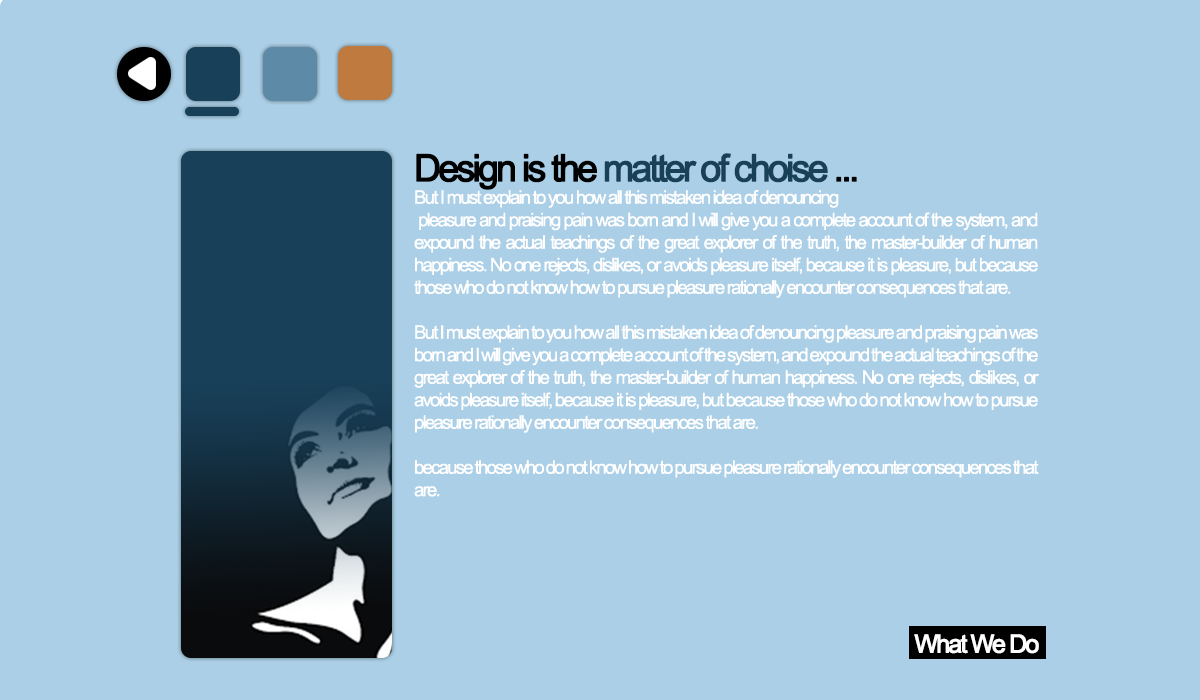 Design is the matter of choise ...
But I must explain to you how all this mistaken idea of denouncing
pleasure and praising pain was born and I will give you a complete account of the system, and
expound the actual teachings of the great explorer of the truth, the master-builder of human
happiness. No one rejects, dislikes, or avoids pleasure itself, because it is pleasure, but because
those who do not know how to pursue pleasure rationally encounter consequences that are.
But I must explain to you how all this mistaken idea of denouncing pleasure and praising pain was
born and I will give you a complete account of the system, and expound the actual teachings of the
great explorer of the truth, the master-builder of human happiness. No one rejects, dislikes, or
avoids pleasure itself, because it is pleasure, but because those who do not know how to pursue
pleasure rationally encounter consequences that are.
because those who do not know how to pursue pleasure rationally encounter consequences that
are.
What We Do